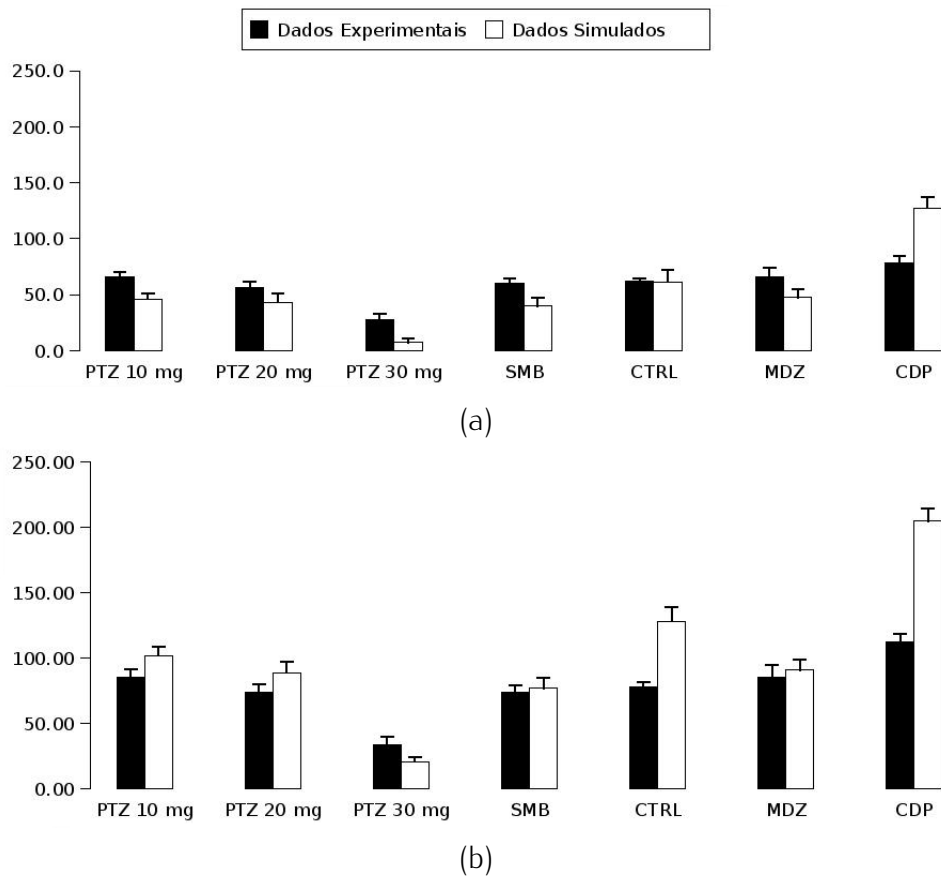 Dados Experimentais Dados Simulados
250.0
200.0
150.0
100.0
50.0
0.0
PTZ 10 mg PTZ 20 mg PTZ 30 mg SMB CTRL MDZ CDP
(a)
250.00
200.00
150.00
100.00
50.00
0.00
PTZ 10 mg PTZ 20 mg PTZ 30 mg SMB CTRL MDZ CDP
(b)